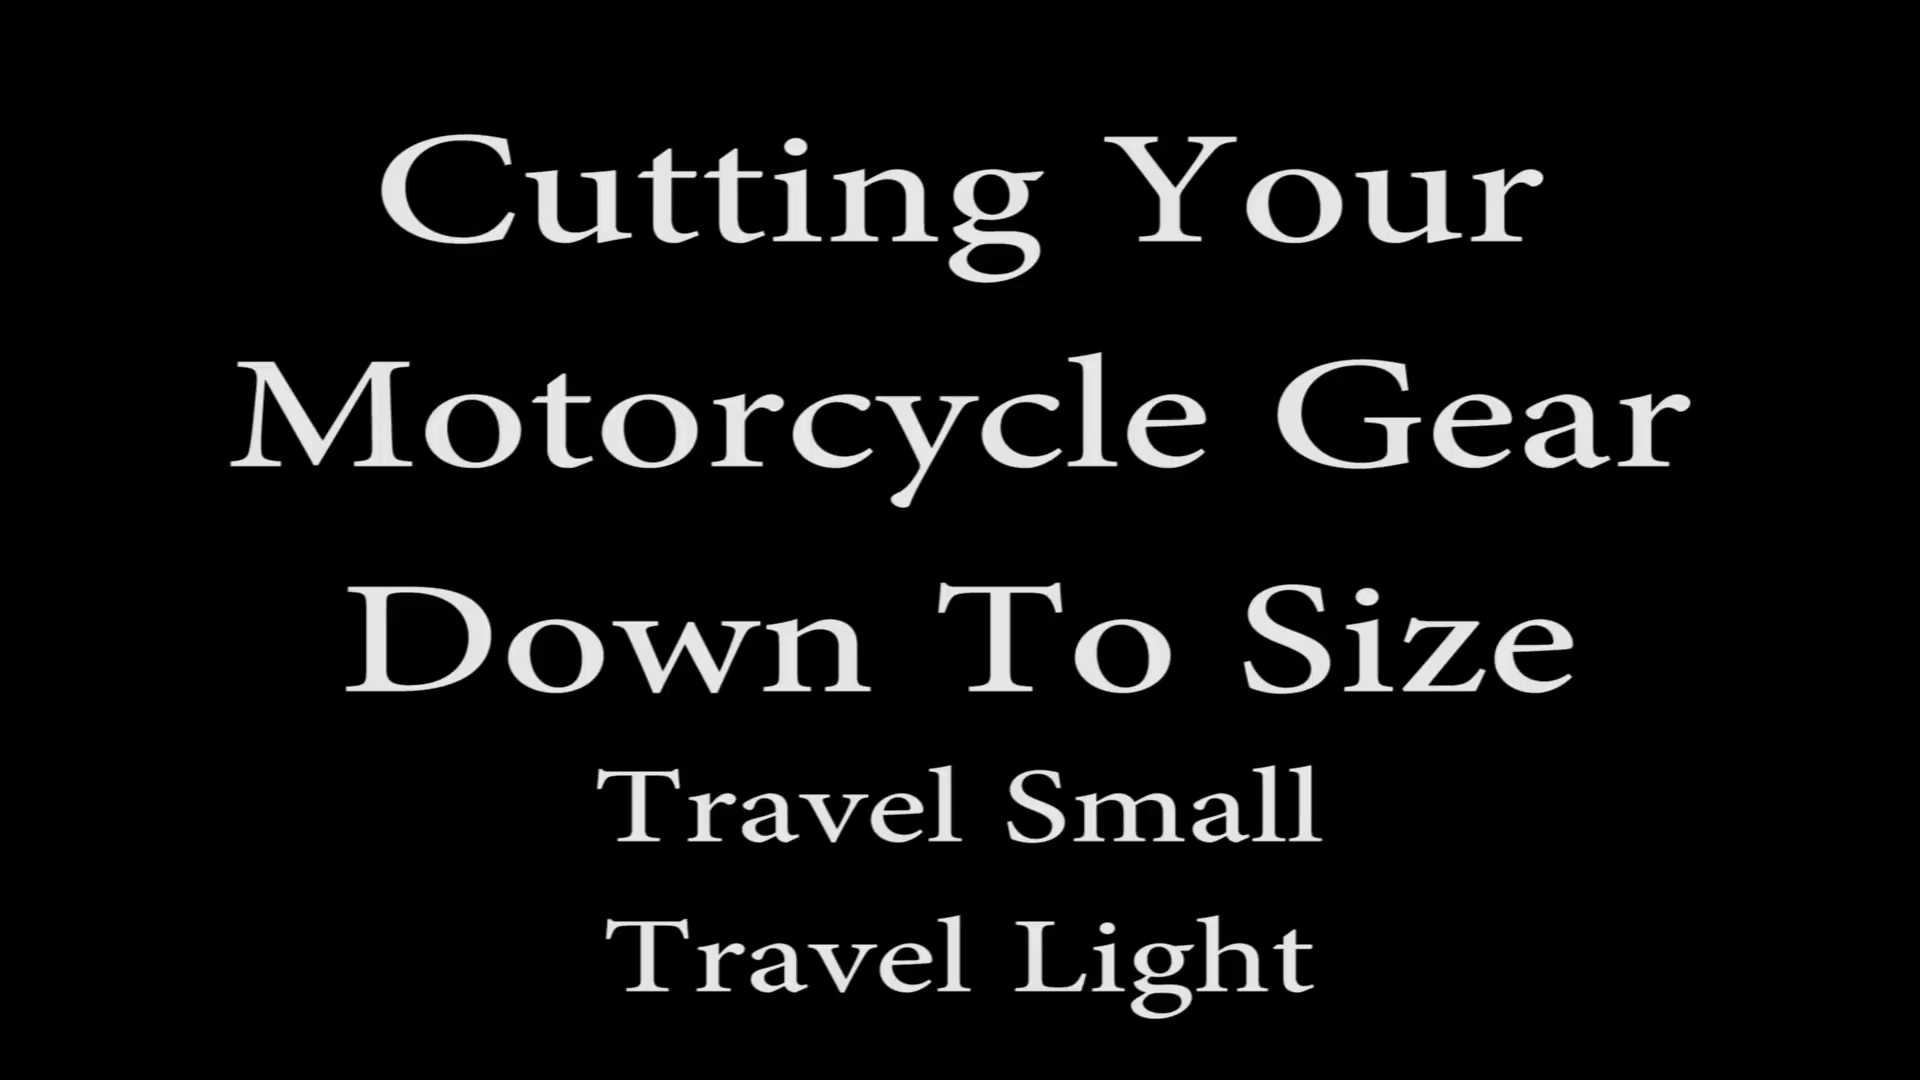 Cutting Your
Motorcycle Gear
Down To Size
Travel Small
Travel Light